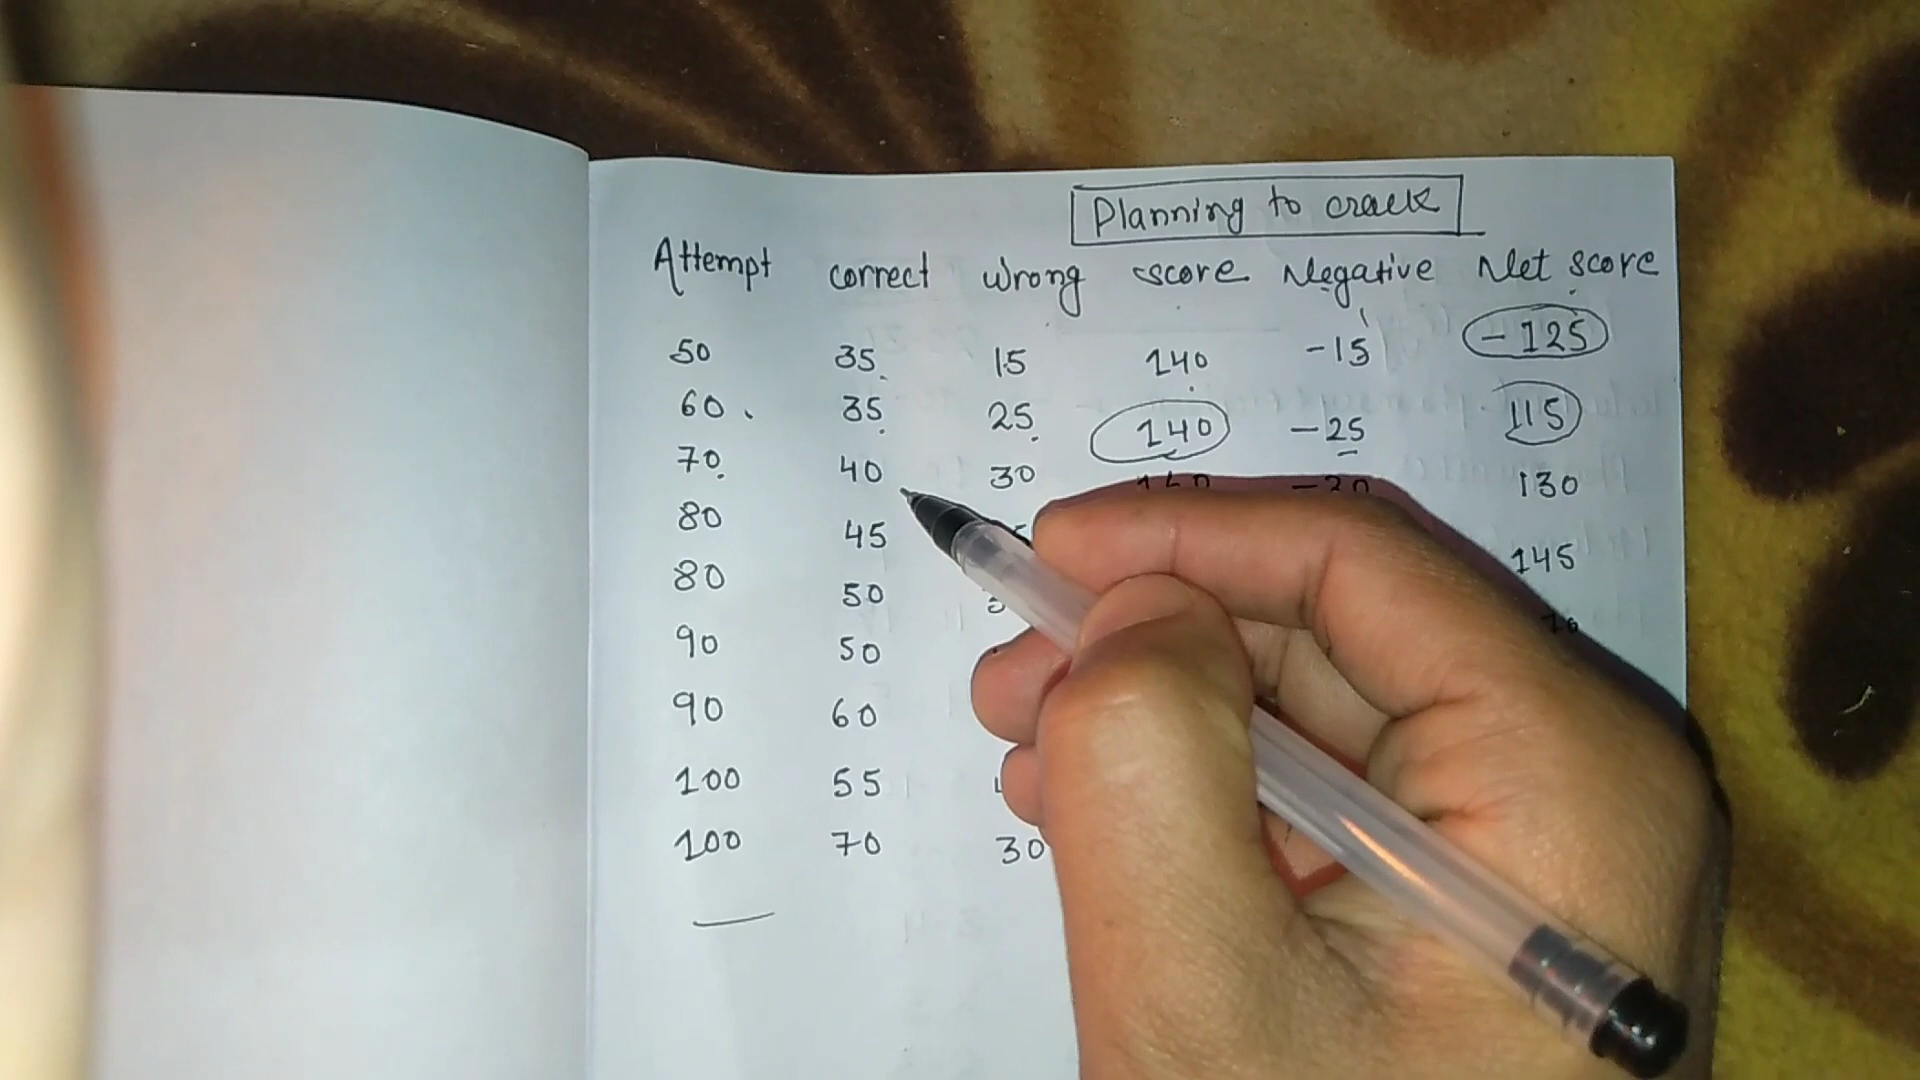 Planning to crack
Attempt correct wrong score Negative Net score
50 35 15 140 -15 -125
60 35 25 140 -25 115
70 40 30 160 -30 130
80 45 145
80 50
90 50
90 60
100 55
100 70 30